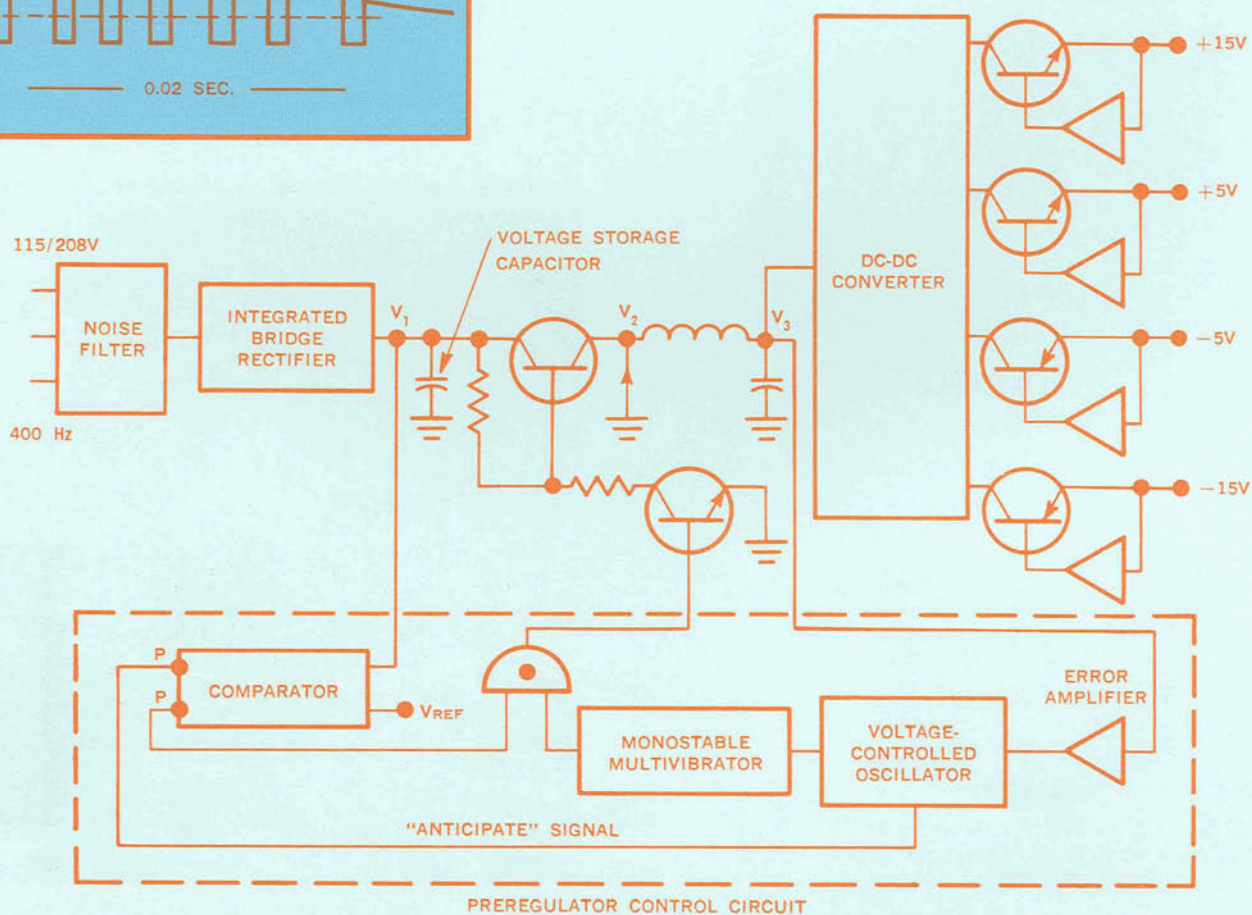 0.02 SEC.
+15V
115/208V
VOLTAGE STORAGE
CAPACITOR
+5V
NOISE
FILTER
INTEGRATED
BRIDGE
RECTIFIER
V1
V2
V3
DC-DC
CONVERTER
-5V
400 Hz
-15V
P
P
COMPARATOR
VREF
MONOSTABLE
MULTIVIBRATOR
VOLTAGE-
CONTROLLED
OSCILLATOR
ERROR
AMPLIFIER
"ANTICIPATE" SIGNAL
PREREGULATOR CONTROL CIRCUIT